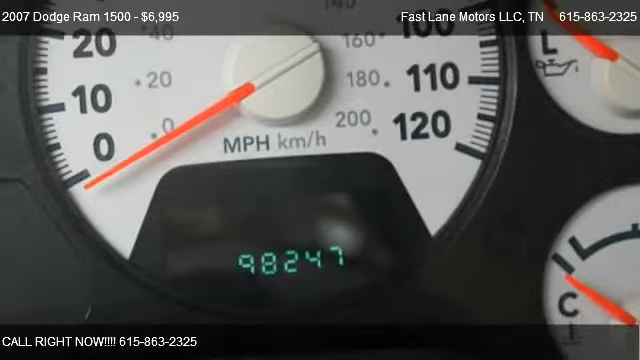 2007 Dodge Ram 1500 - $6,995
Fast Lane Motors LLC, TN 615-863-2325
140
20 40 160 100 L
20 180 110
10
0 0 200 120
MPH km/h
98247
C
CALL RIGHT NOW!!!! 615-863-2325